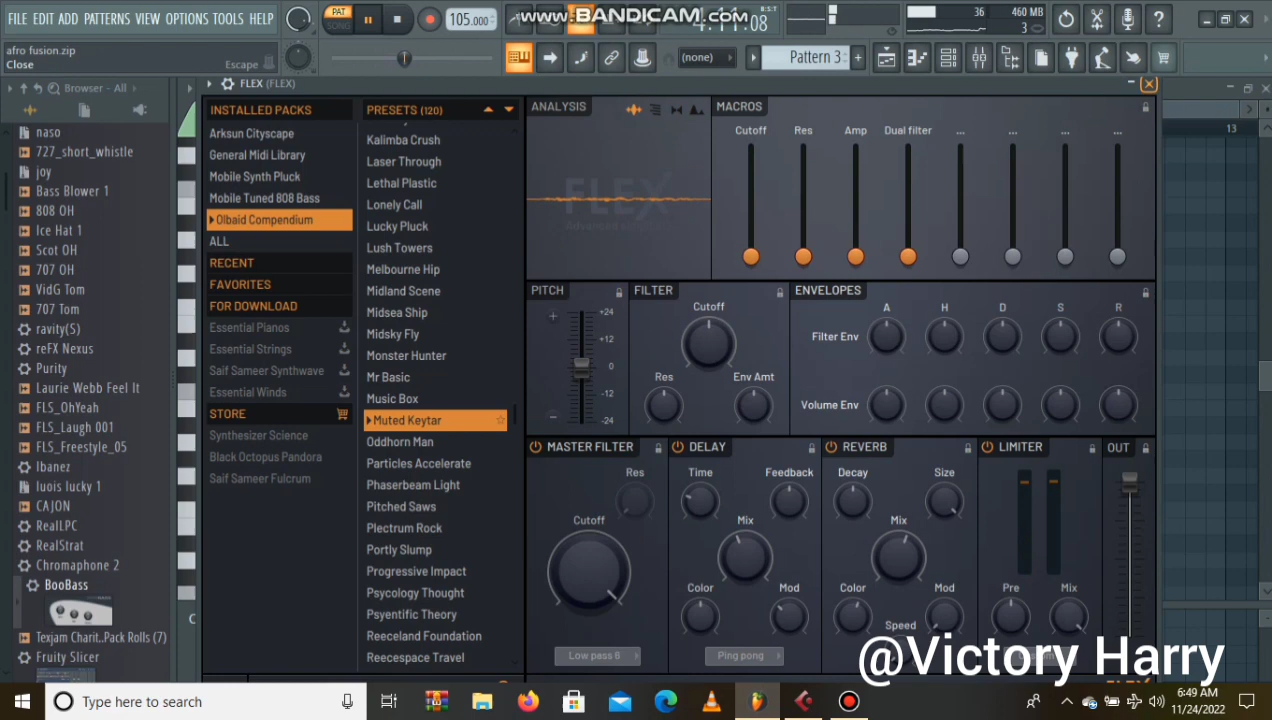 FILE EDIT ADD PATTERNS VIEW OPTIONS TOOLS HELP
PAT
SONG
105.000
www.BANDICAM.com
4:11:08
36
460 MB
3
afro fusion.zip
Close
Escape
(none)
Pattern 3
Browser - All
FLEX (FLEX)
13
naso
727_short_whistle
joy
Bass Blower 1
808 OH
Ice Hat 1
Scot OH
707 OH
VidG Tom
707 Tom
ravity(S)
reFX Nexus
Purity
Laurie Webb Feel It
FLS_OhYeah
FLS_Laugh 001
FLS_Freestyle_05
Ibanez
luois lucky 1
CAJON
RealLPC
RealStrat
Chromaphone 2
BooBass
Texjam Charit..Pack Rolls (7)
Fruity Slicer
C
INSTALLED PACKS
Arksun Cityscape
General Midi Library
Mobile Synth Pluck
Mobile Tuned 808 Bass
Olbaid Compendium
ALL
RECENT
FAVORITES
FOR DOWNLOAD
Essential Pianos
Essential Strings
Saif Sameer Synthwave
Essential Winds
STORE
Synthesizer Science
Black Octopus Pandora
Saif Sameer Fulcrum
PRESETS (120)
Kalimba Crush
Laser Through
Lethal Plastic
Lonely Call
Lucky Pluck
Lush Towers
Melbourne Hip
Midland Scene
Midsea Ship
Midsky Fly
Monster Hunter
Mr Basic
Music Box
Muted Keytar
Oddhorn Man
Particles Accelerate
Phaserbeam Light
Pitched Saws
Plectrum Rock
Portly Slump
Progressive Impact
Psycology Thought
Psyentific Theory
Reeceland Foundation
Reecespace Travel
ANALYSIS
FLEX
MACROS
Cutoff Res Amp Dual filter ... ... ... ...
PITCH
+24
+12
0
-12
-24
FILTER
Cutoff
Res
Env Amt
ENVELOPES
A H D S R
Filter Env
Volume Env
MASTER FILTER
Res
Cutoff
Low pass 6
DELAY
Time
Feedback
Mix
Color
Mod
Ping pong
REVERB
Decay
Size
Mix
Color
Mod
Speed
LIMITER
Pre
Mix
OUT
@Victory Harry
Type here to search
6:49 AM
11/24/2022